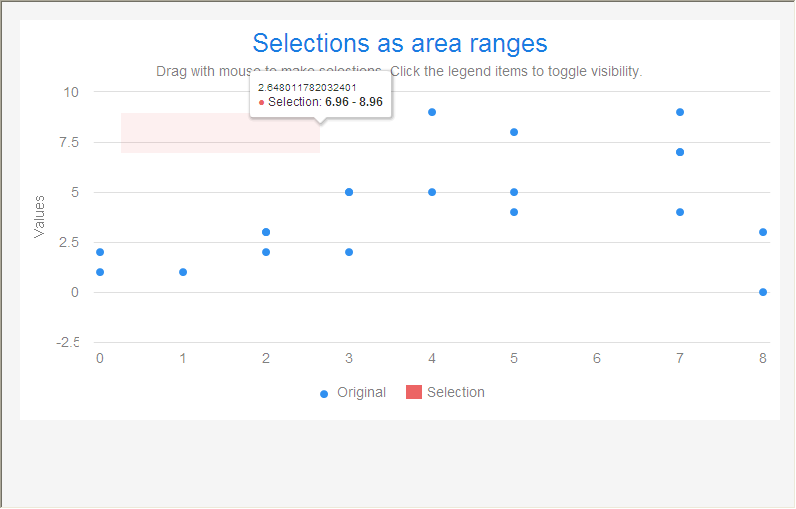 Selections as area ranges
Drag with mouse to make selections. Click the legend items to toggle visibility.
2.648011782032401
Selection: 6.96 - 8.96
10
7.5
5
2.5
0
-2.5
Values
0 1 2 3 4 5 6 7 8
Original Selection